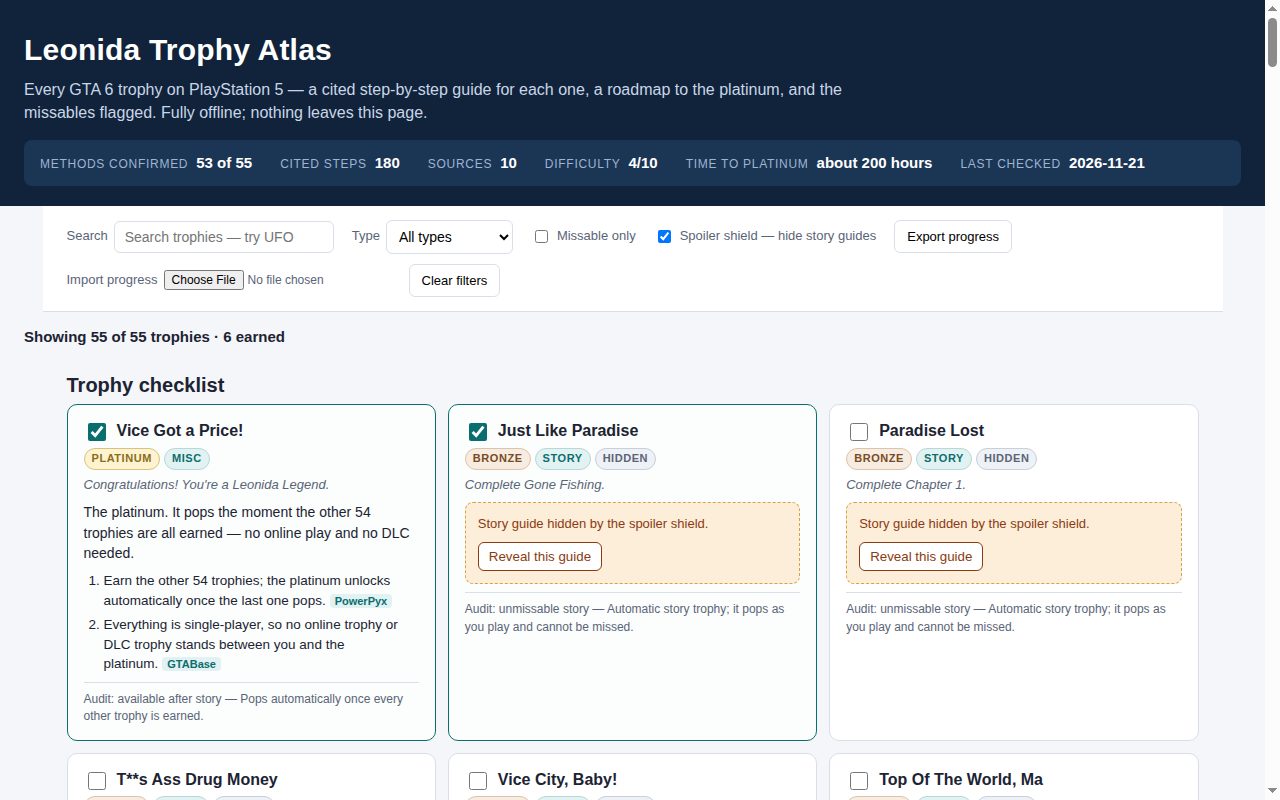 Leonida Trophy Atlas
Every GTA 6 trophy on PlayStation 5 — a cited step-by-step guide for each one, a roadmap to the platinum, and the
missables flagged. Fully offline; nothing leaves this page.
METHODS CONFIRMED 53 of 55 CITED STEPS 180 SOURCES 10 DIFFICULTY 4/10 TIME TO PLATINUM about 200 hours LAST CHECKED 2026-11-21
Search Search trophies — try UFO Type All types Missable only Spoiler shield — hide story guides Export progress
Import progress Choose File No file chosen Clear filters
Showing 55 of 55 trophies · 6 earned
Trophy checklist
Vice Got a Price!
PLATINUM MISC
Congratulations! You're a Leonida Legend.
The platinum. It pops the moment the other 54
trophies are all earned — no online play and no DLC
needed.
1. Earn the other 54 trophies; the platinum unlocks
automatically once the last one pops. PowerPyx
2. Everything is single-player, so no online trophy or
DLC trophy stands between you and the
platinum. GTABase
Audit: available after story — Pops automatically once every
other trophy is earned.
Just Like Paradise
BRONZE STORY HIDDEN
Complete Gone Fishing.
Story guide hidden by the spoiler shield.
Reveal this guide
Audit: unmissable story — Automatic story trophy; it pops as
you play and cannot be missed.
Paradise Lost
BRONZE STORY HIDDEN
Complete Chapter 1.
Story guide hidden by the spoiler shield.
Reveal this guide
Audit: unmissable story — Automatic story trophy; it pops as
you play and cannot be missed.
T**s Ass Drug Money
Vice City, Baby!
Top Of The World, Ma